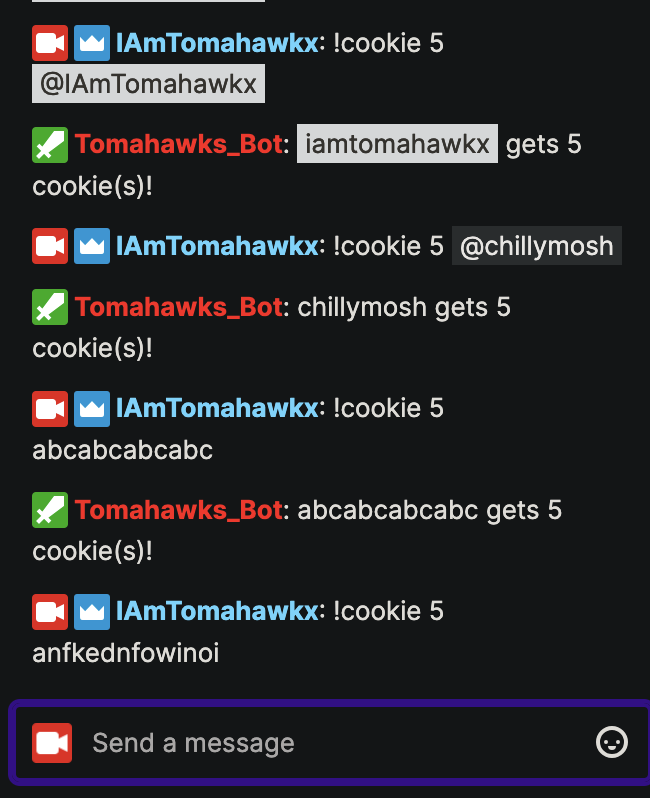 IAmTomahawkx: !cookie 5
@IAmTomahawkx
Tomahawks_Bot: iamtomahawkx gets 5
cookie(s)!
IAmTomahawkx: !cookie 5 @chillymosh
Tomahawks_Bot: chillymosh gets 5
cookie(s)!
IAmTomahawkx: !cookie 5
abcabcabcabc
Tomahawks_Bot: abcabcabcabc gets 5
cookie(s)!
IAmTomahawkx: !cookie 5
anfkednfowinoi
Send a message